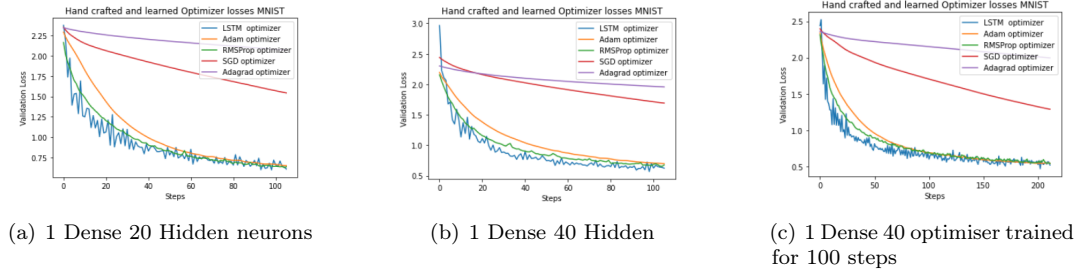 Hand crafted and learned Optimizer losses MNIST
LSTM optimizer
Adam optimizer
RMSProp optimizer
SGD optimizer
Adagrad optimizer
Validation Loss
2.25
2.00
1.75
1.50
1.25
1.00
0.75
0 20 40 60 80 100
Steps
(a) 1 Dense 20 Hidden neurons
Hand crafted and learned Optimizer losses MNIST
LSTM optimizer
Adam optimizer
RMSProp optimizer
SGD optimizer
Adagrad optimizer
Validation Loss
3.0
2.5
2.0
1.5
1.0
0.5
0 20 40 60 80 100
Steps
(b) 1 Dense 40 Hidden
Hand crafted and learned Optimizer losses MNIST
LSTM optimizer
Adam optimizer
RMSProp optimizer
SGD optimizer
Adagrad optimizer
Validation Loss
2.5
2.0
1.5
1.0
0.5
0 50 100 150 200
Steps
(c) 1 Dense 40 optimiser trained
for 100 steps